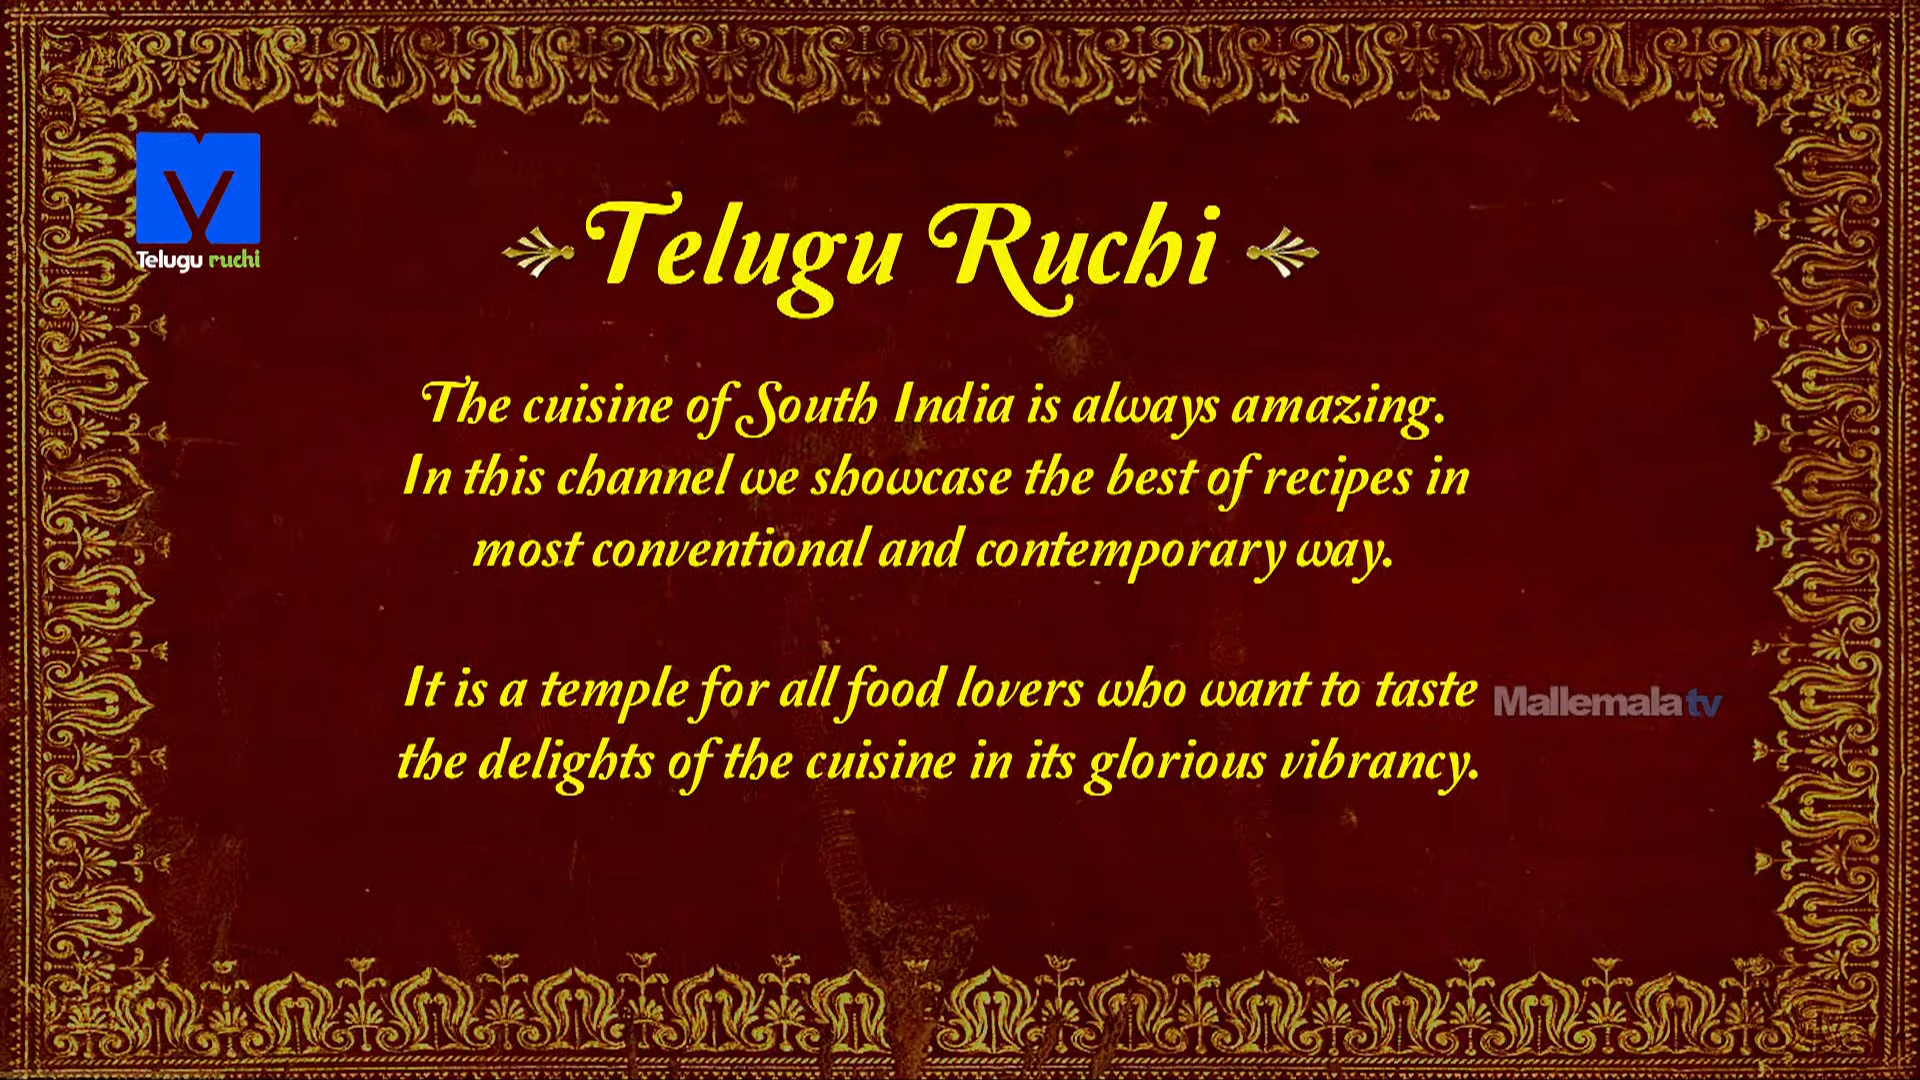 Telugu ruchi
Telugu Ruchi
The cuisine of South India is always amazing.
In this channel we showcase the best of recipes in
most conventional and contemporary way.
It is a temple for all food lovers who want to taste
the delights of the cuisine in its glorious vibrancy.
Mallemala tv